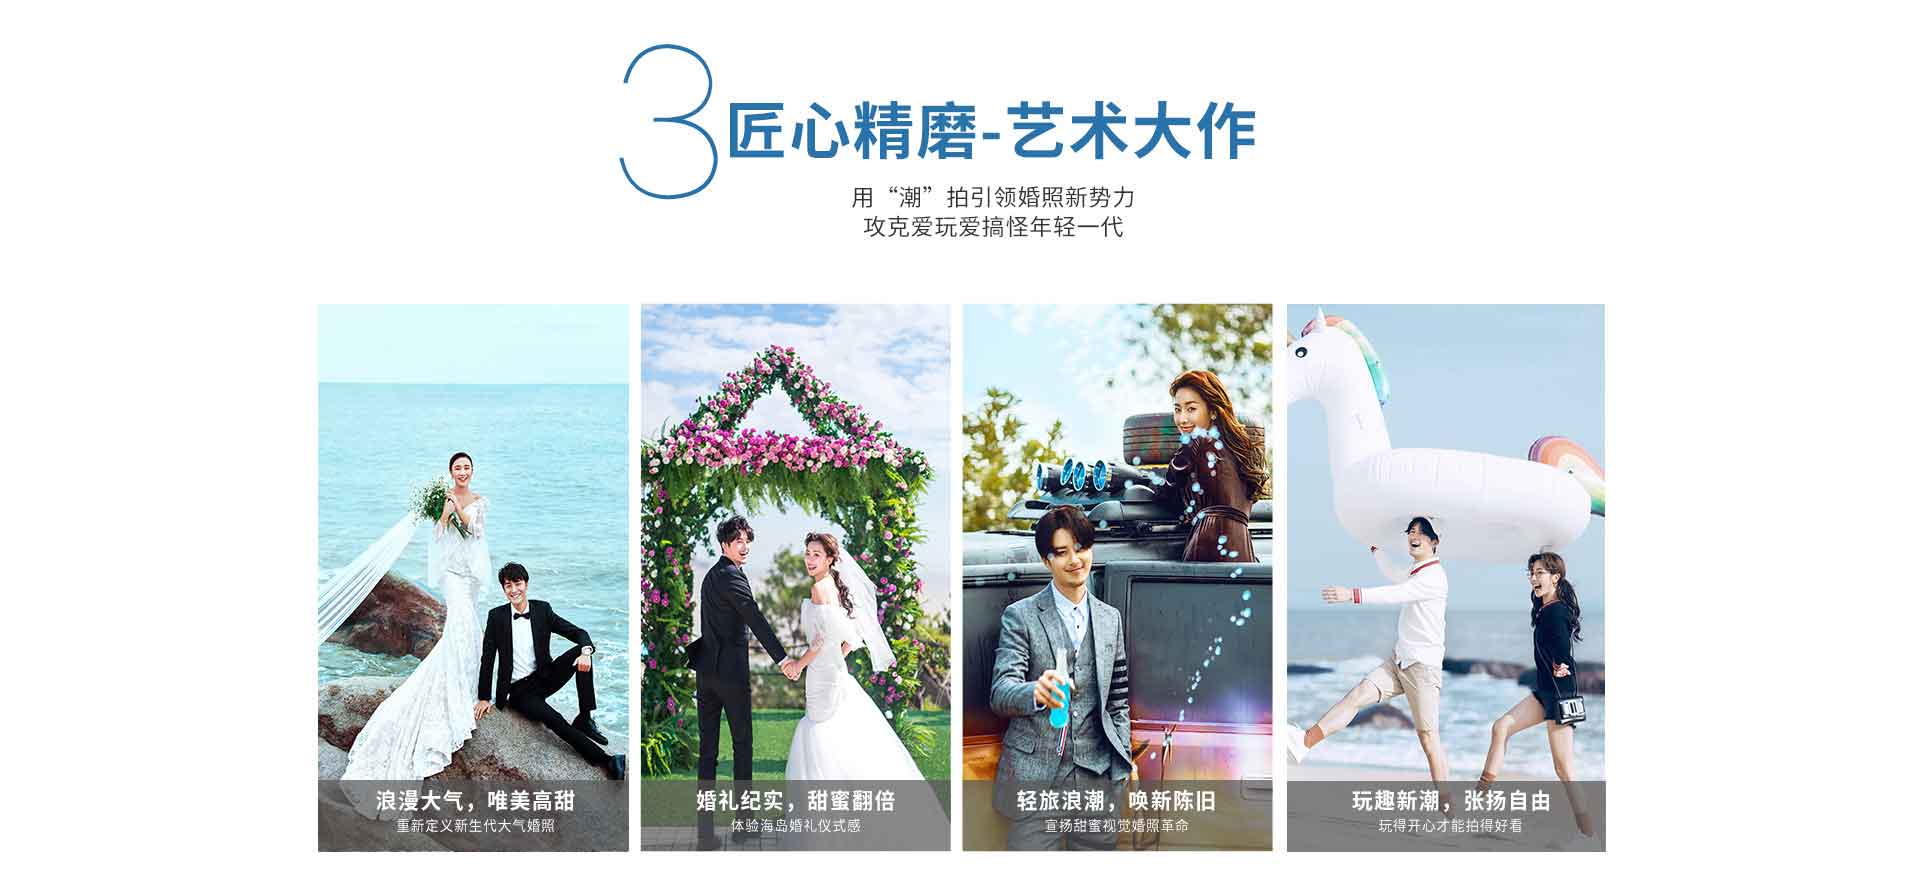 3
匠心精磨-艺术大作
用“潮”拍引领婚照新势力
攻克爱玩爱搞怪年轻一代
浪漫大气，唯美高甜
重新定义新生代大气婚照
婚礼纪实，甜蜜翻倍
体验海岛婚礼仪式感
轻旅浪潮，唤新陈旧
宣扬甜蜜视觉婚照革命
玩趣新潮，张扬自由
玩得开心才能拍得好看